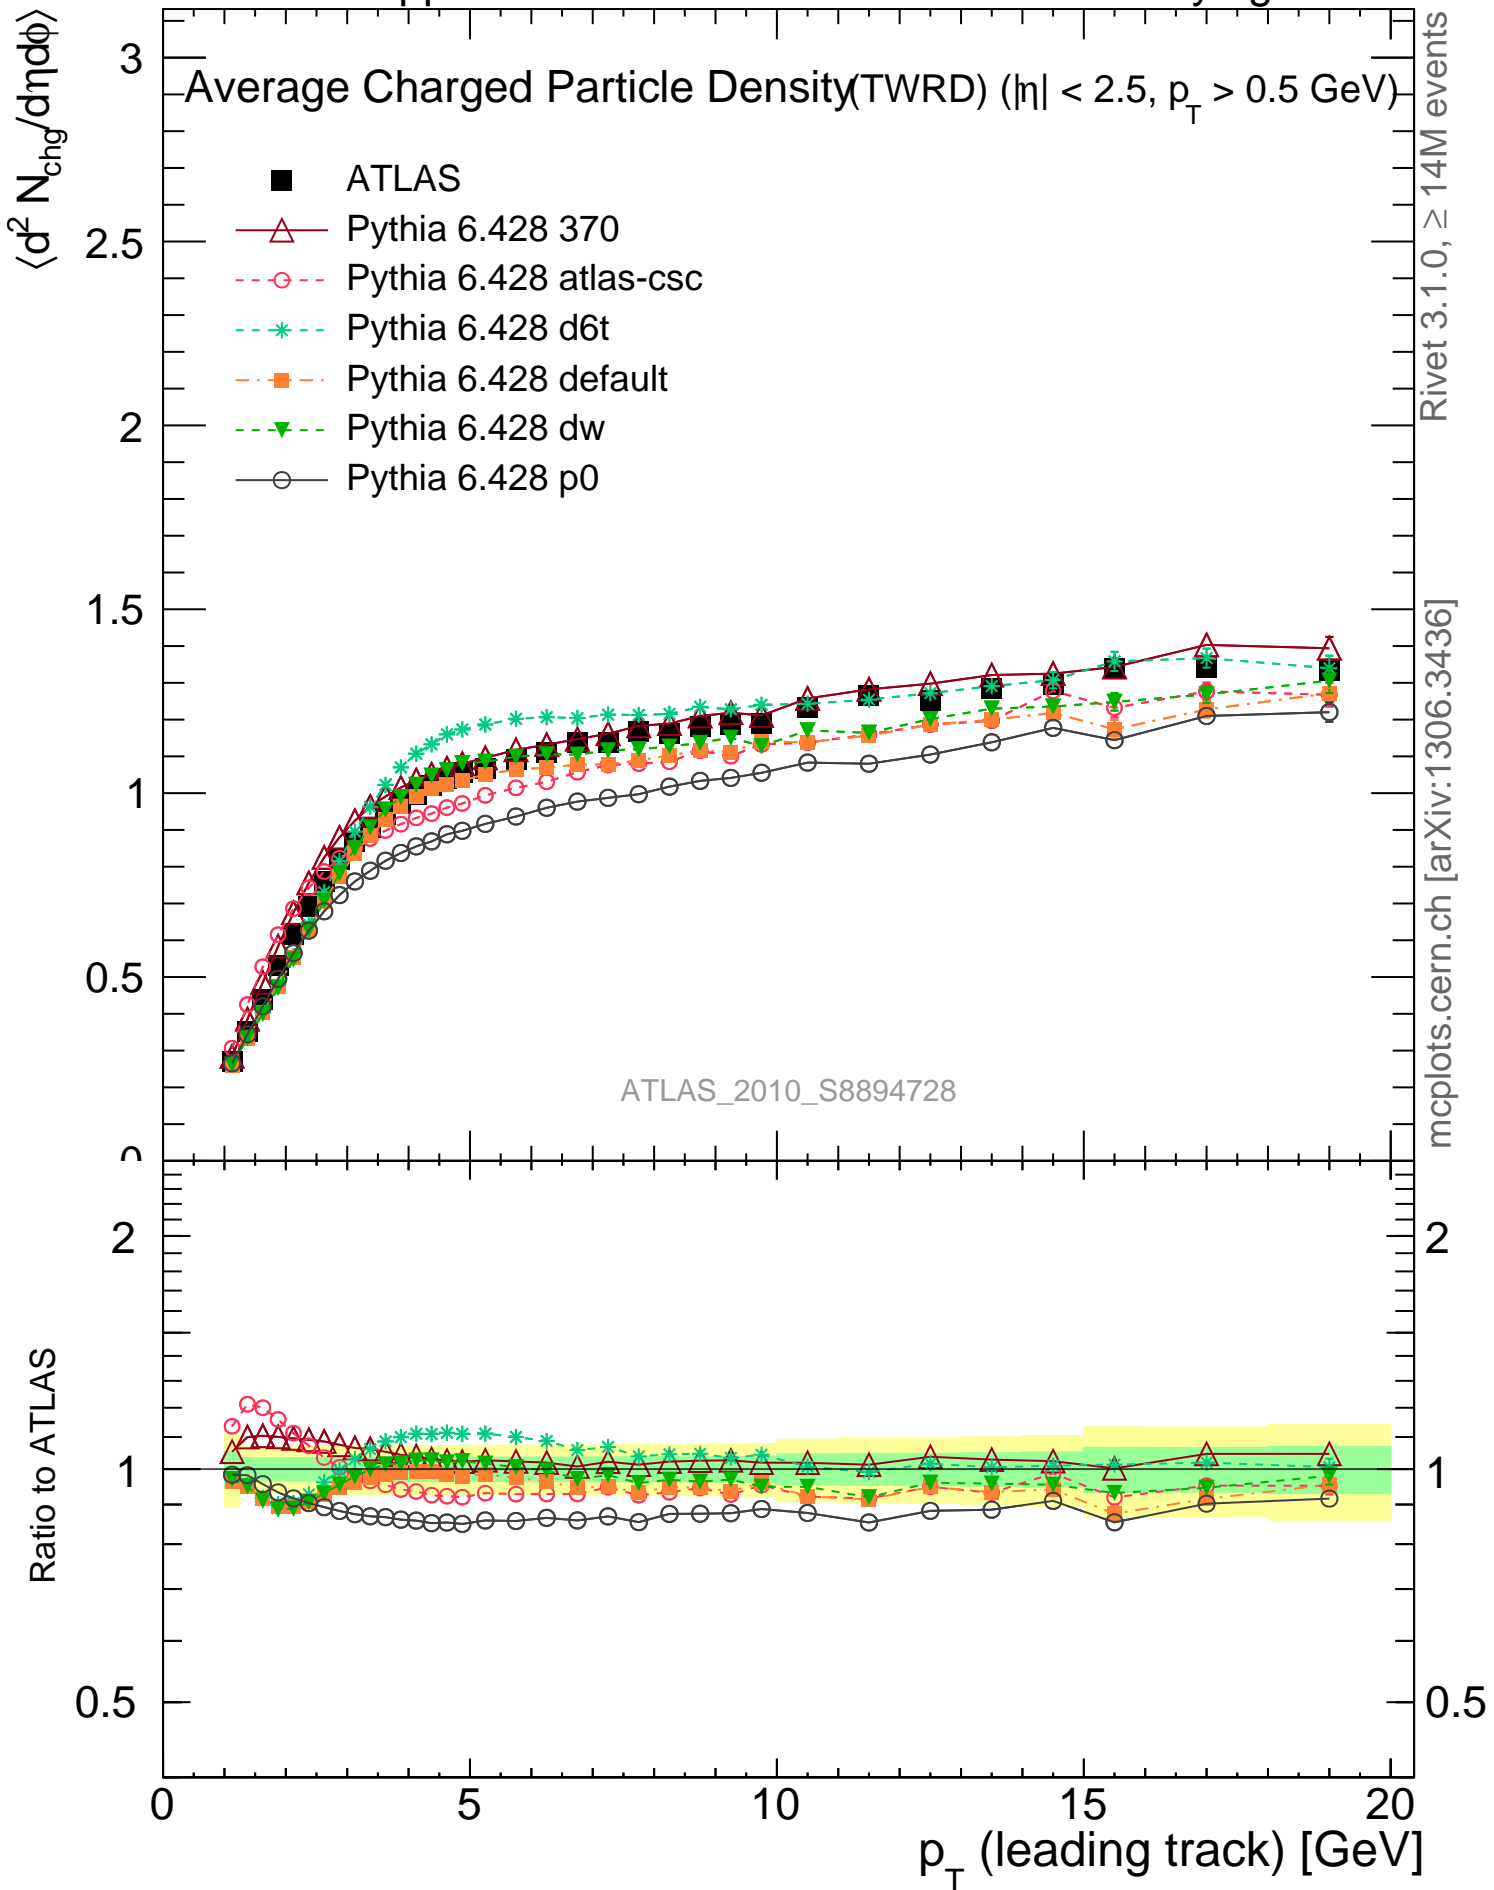 Average Charged Particle Density (TWRD) (|η| < 2.5, p_T > 0.5 GeV)
⟨d² N_chg/dηdϕ⟩
3
2.5
2
1.5
1
0.5
0
ATLAS
Pythia 6.428 370
Pythia 6.428 atlas-csc
Pythia 6.428 d6t
Pythia 6.428 default
Pythia 6.428 dw
Pythia 6.428 p0
ATLAS_2010_S8894728
Rivet 3.1.0, ≥ 14M events
mcplots.cern.ch [arXiv:1306.3436]
Ratio to ATLAS
2
1
0.5
2
1
0.5
0
5
10
15
20
p_T (leading track) [GeV]